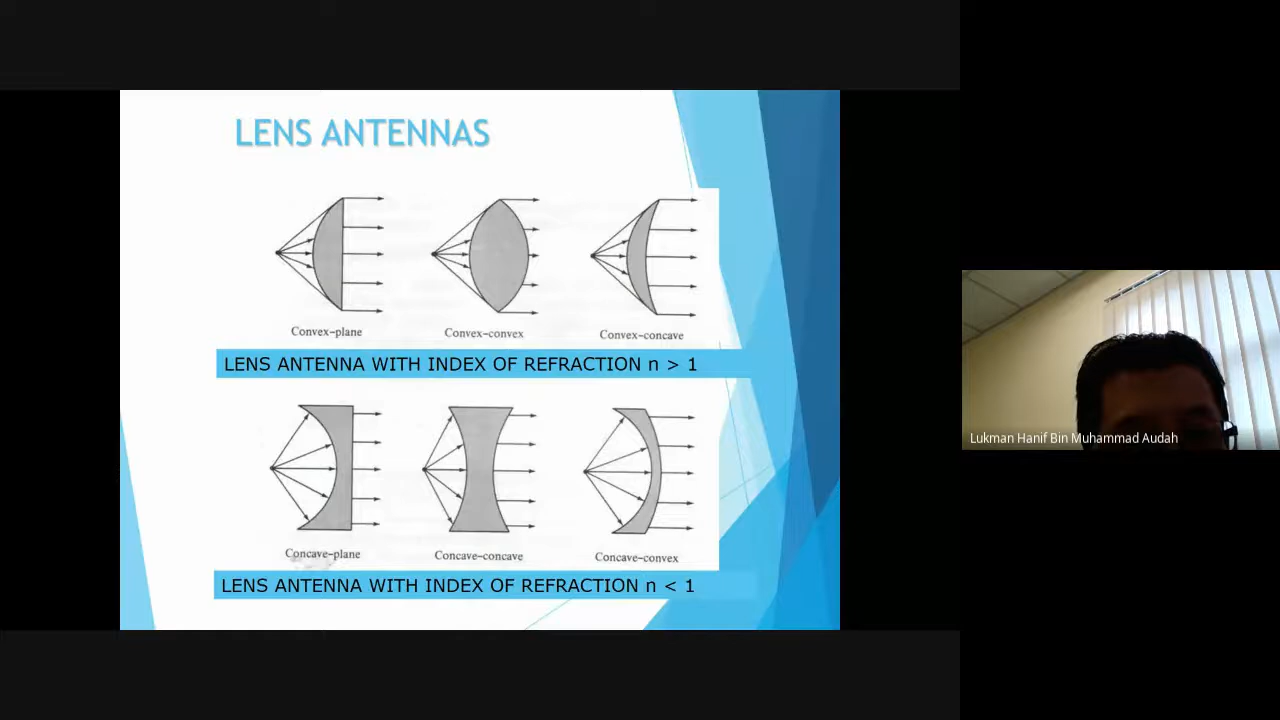 LENS ANTENNAS
Convex-plane
Convex-convex
Convex-concave
LENS ANTENNA WITH INDEX OF REFRACTION n > 1
Concave-plane
Concave-concave
Concave-convex
LENS ANTENNA WITH INDEX OF REFRACTION n < 1
Lukman Hanif Bin Muhammad Audah